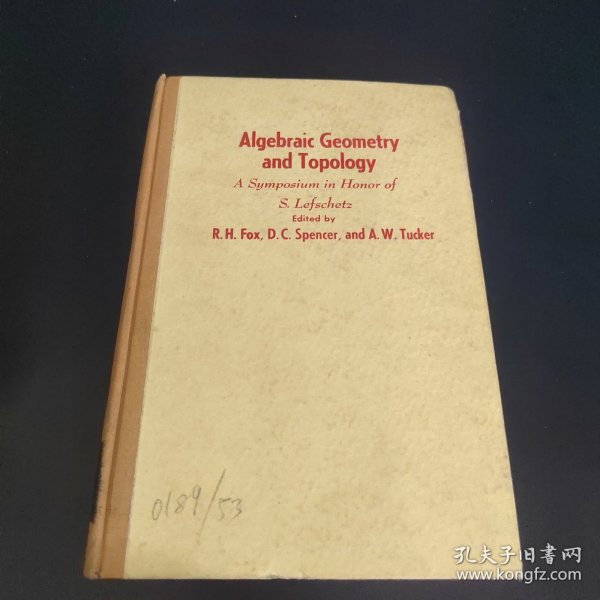 Algebraic Geometry
and Topology
A Symposium in Honor of
S. Lefschetz
Edited by
R. H. Fox, D. C. Spencer, and A. W. Tucker
0189/53
孔夫子旧书网
www.kongfz.com